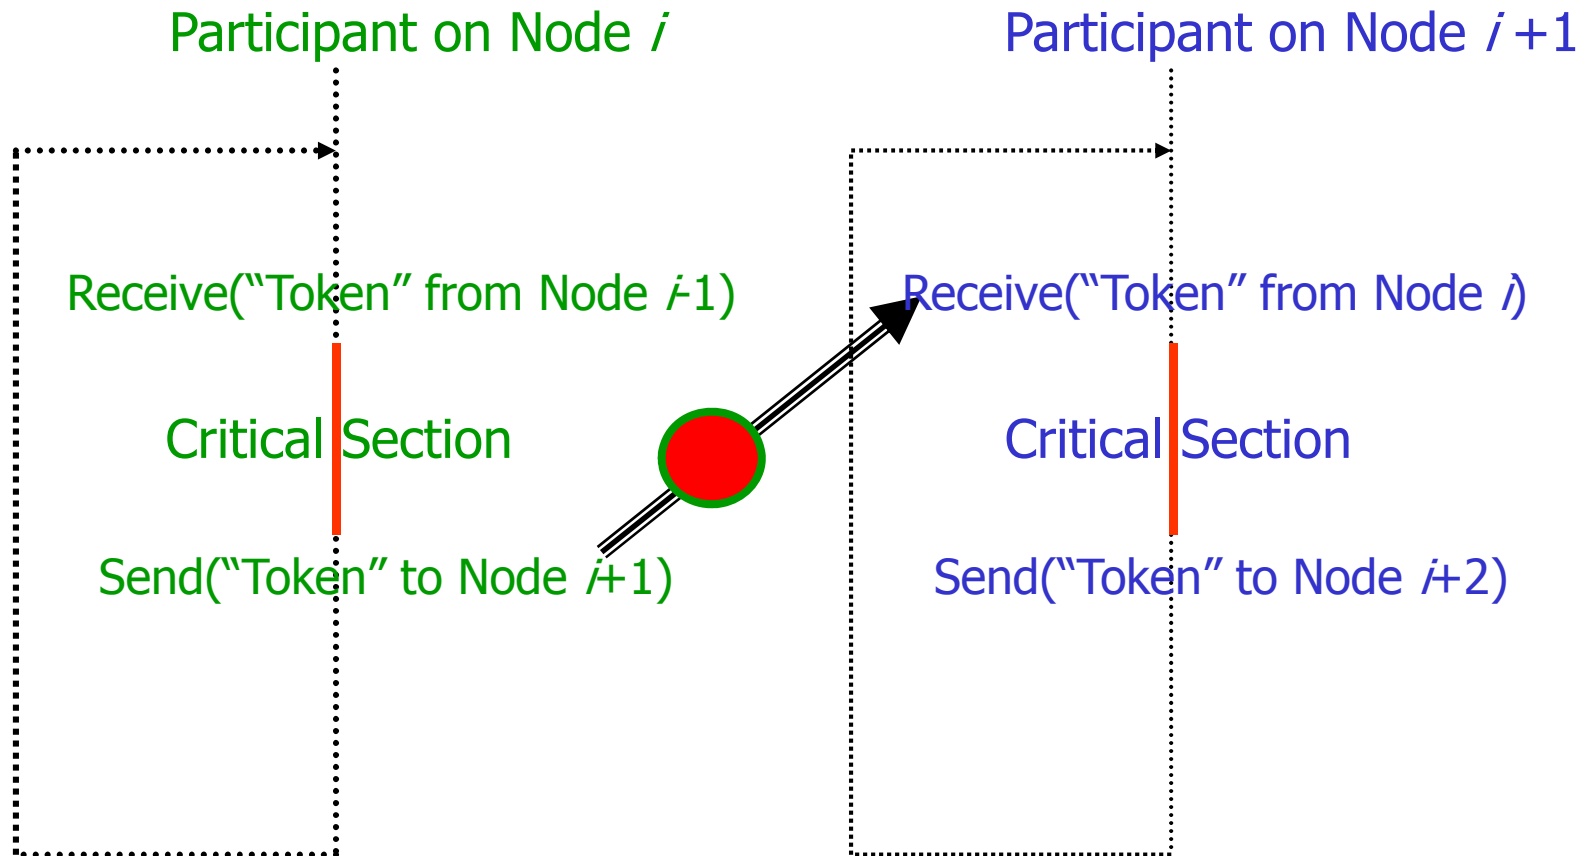 Participant on Node i
Participant on Node i +1
Receive(“Token” from Node i-1)
Receive(“Token” from Node i)
Critical Section
Critical Section
Send(“Token” to Node i+1)
Send(“Token” to Node i+2)